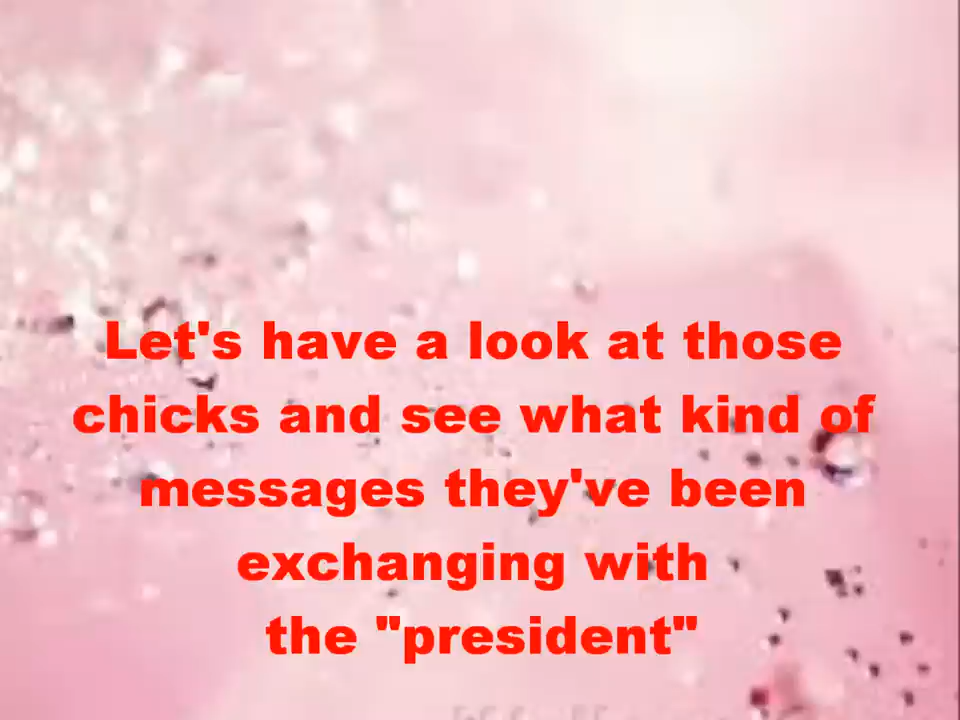 Let's have a look at those
chicks and see what kind of
messages they've been
exchanging with
the "president"